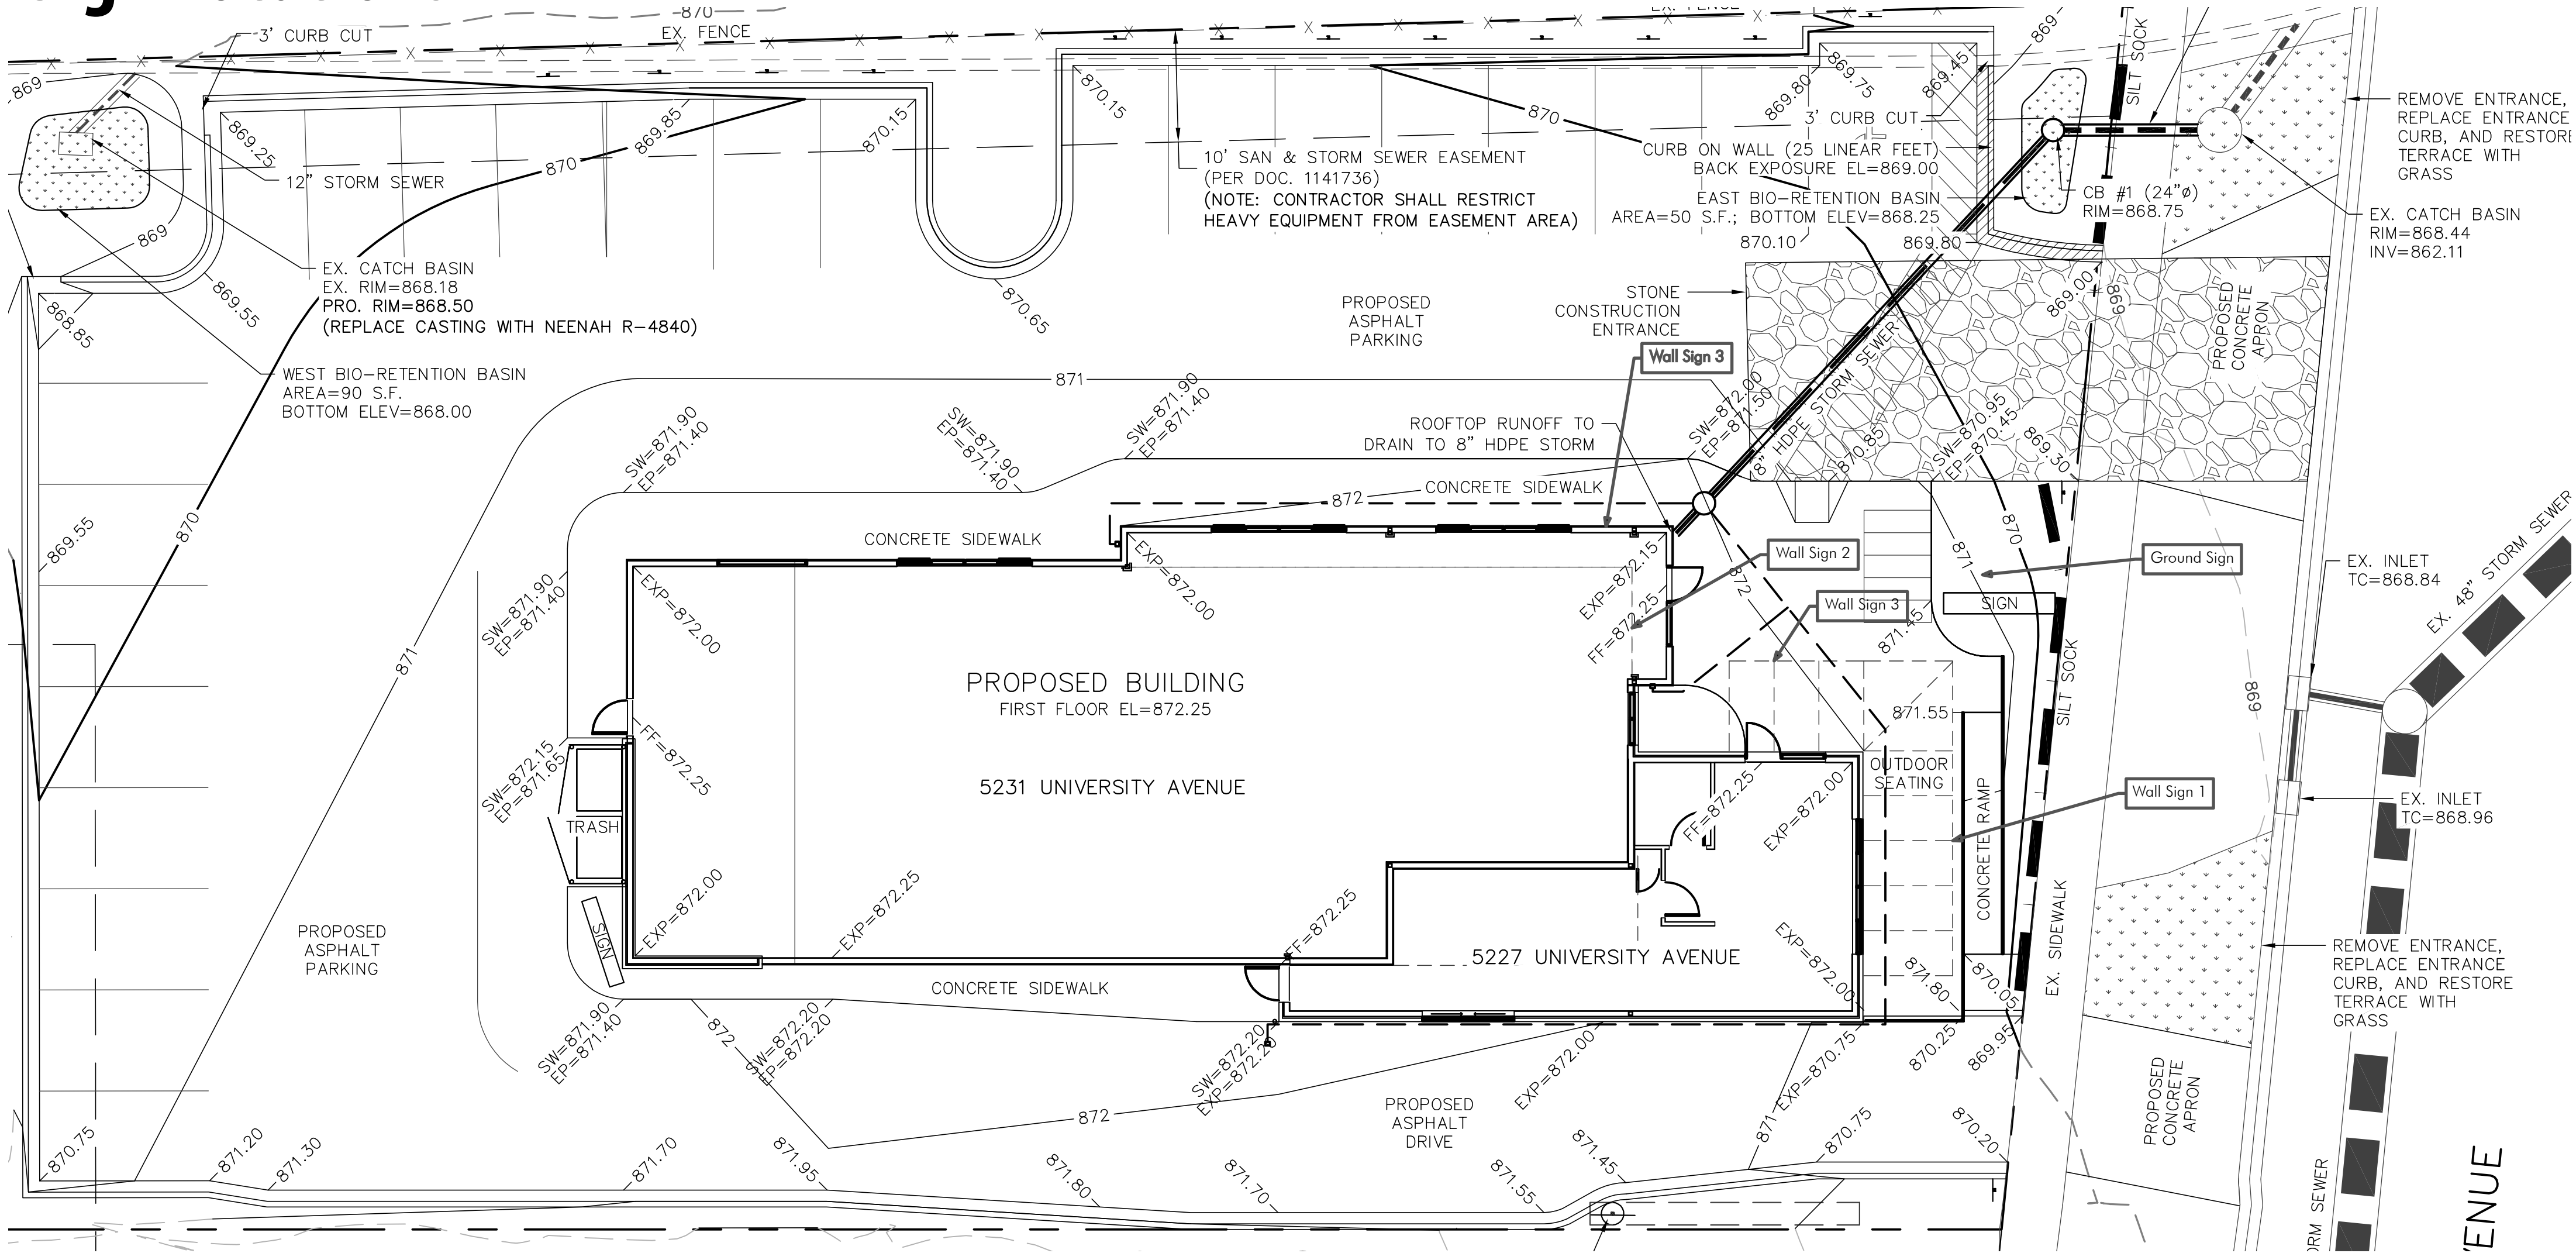 870
EX. FENCE
3' CURB CUT
869
869.25
12" STORM SEWER
870
869.85
870.15
869
869.55
868.85
EX. CATCH BASIN
EX. RIM=868.18
PRO. RIM=868.50
(REPLACE CASTING WITH NEENAH R-4840)
WEST BIO-RETENTION BASIN
AREA=90 S.F.
BOTTOM ELEV=868.00
870.65
870.15
10' SAN & STORM SEWER EASEMENT
(PER DOC. 1141736)
(NOTE: CONTRACTOR SHALL RESTRICT
HEAVY EQUIPMENT FROM EASEMENT AREA)
870
869.80
869.75
869.45
869
3' CURB CUT
CURB ON WALL (25 LINEAR FEET)
BACK EXPOSURE EL=869.00
EAST BIO-RETENTION BASIN
AREA=50 S.F.; BOTTOM ELEV=868.25
870.10
869.80
SILT SOCK
CB #1 (24"ø)
RIM=868.75
REMOVE ENTRANCE,
REPLACE ENTRANCE
CURB, AND RESTORE
TERRACE WITH
GRASS
EX. CATCH BASIN
RIM=868.44
INV=862.11
PROPOSED
ASPHALT
PARKING
STONE
CONSTRUCTION
ENTRANCE
Wall Sign 3
869.00
869
PROPOSED
CONCRETE
APRON
8" HDPE STORM SEWER
871
SW=871.90
EP=871.40
SW=871.90
EP=871.40
SW=871.90
EP=871.40
ROOFTOP RUNOFF TO
DRAIN TO 8" HDPE STORM
SW=872.00
EP=871.50
870.85
SW=870.95
EP=870.45
869.30
872
CONCRETE SIDEWALK
CONCRETE SIDEWALK
869.55
870
871
SW=871.90
EP=871.40
EXP=872.00
EXP=872.00
EXP=872.15
FF=872.25
Wall Sign 2
872
Wall Sign 3
871
870
Ground Sign
SIGN
871.45
EX. INLET
TC=868.84
EX. 48" STORM SEWER
PROPOSED BUILDING
FIRST FLOOR EL=872.25
5231 UNIVERSITY AVENUE
SILT SOCK
869
871.55
OUTDOOR
SEATING
Wall Sign 1
CONCRETE RAMP
EX. INLET
TC=868.96
SW=872.15
EP=871.65
FF=872.25
TRASH
FF=872.25
EXP=872.00
EXP=872.00
EXP=872.25
FF=872.25
SIGN
PROPOSED
ASPHALT
PARKING
5227 UNIVERSITY AVENUE
EXP=872.00
871.80
870.05
EX. SIDEWALK
REMOVE ENTRANCE,
REPLACE ENTRANCE
CURB, AND RESTORE
TERRACE WITH
GRASS
CONCRETE SIDEWALK
SW=871.90
EP=871.40
872
SW=872.20
EP=872.20
SW=872.20
EXP=872.20
EXP=872.00
EXP=870.75
870.25
869.95
872
PROPOSED
ASPHALT
DRIVE
871
870.75
870.20
PROPOSED
CONCRETE
APRON
870.75
871.20
871.30
871.70
871.95
871.80
871.70
871.55
871.45